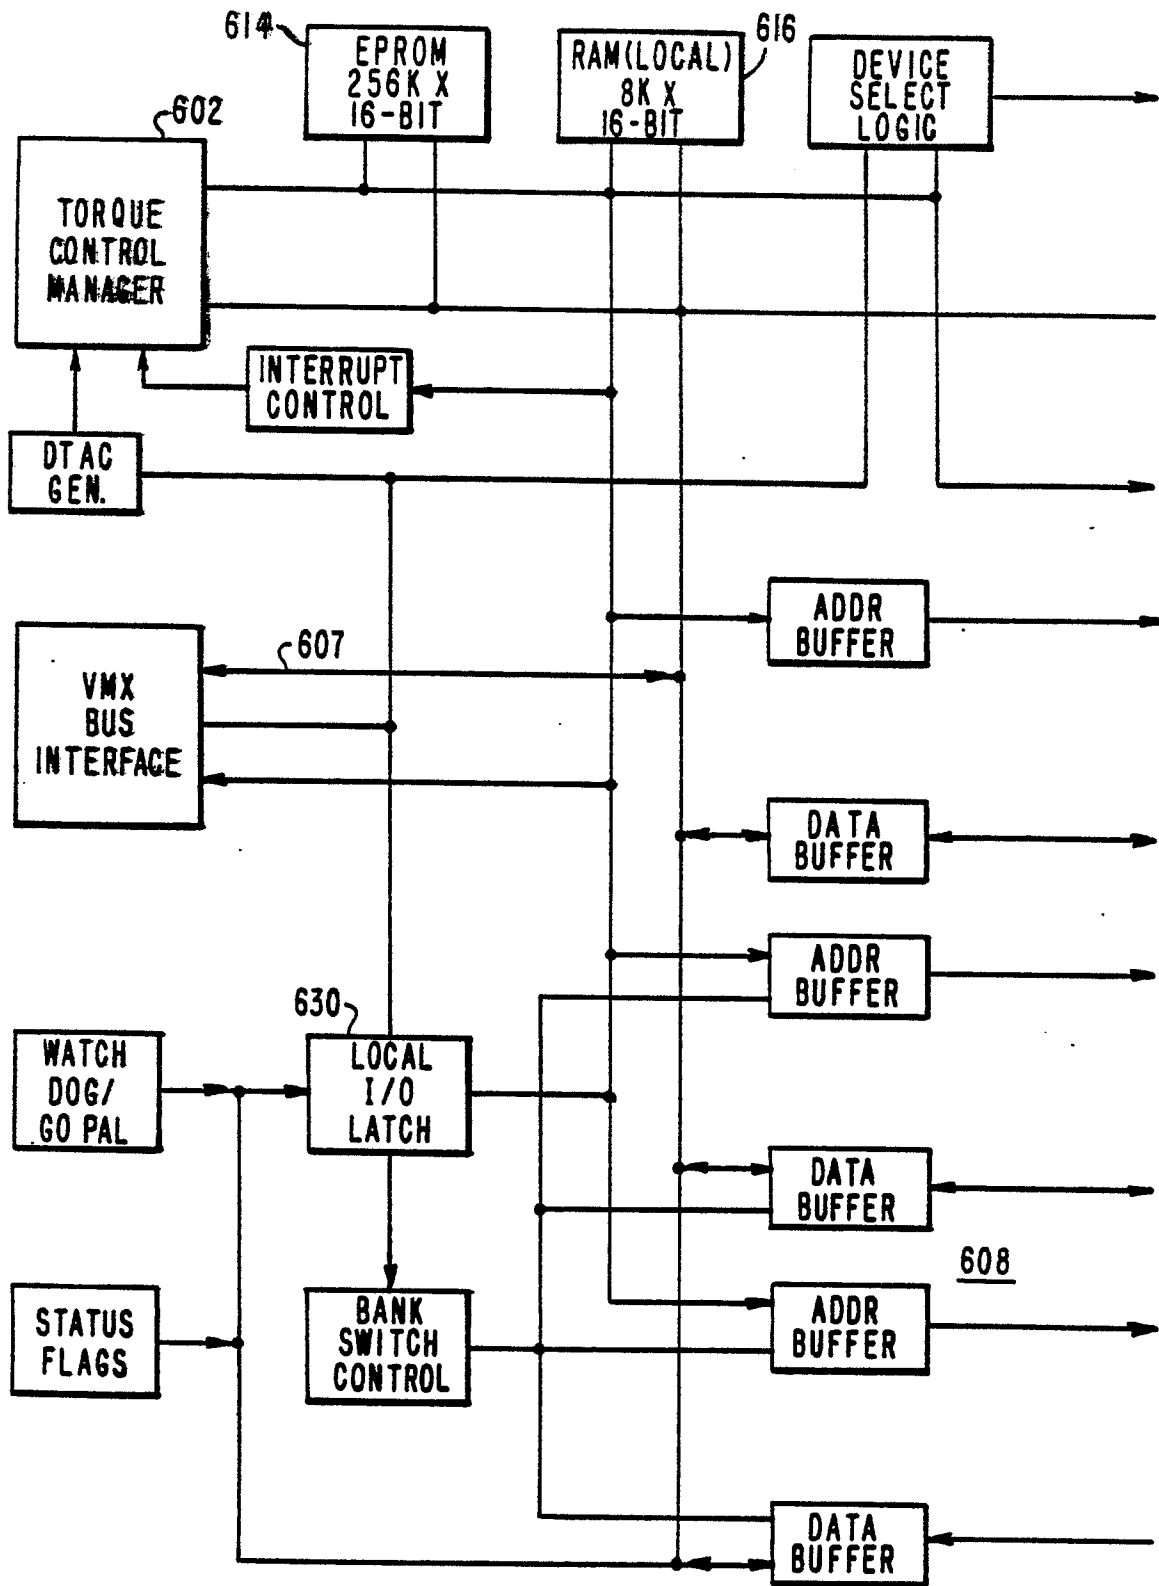 614
EPROM
256K X
16-BIT
RAM(LOCAL)
8K X
16-BIT
616
DEVICE
SELECT
LOGIC
602
TORQUE
CONTROL
MANAGER
INTERRUPT
CONTROL
DTAC
GEN.
ADDR
BUFFER
607
VMX
BUS
INTERFACE
DATA
BUFFER
ADDR
BUFFER
630
WATCH
DOG/
GO PAL
LOCAL
I/O
LATCH
DATA
BUFFER
608
STATUS
FLAGS
BANK
SWITCH
CONTROL
ADDR
BUFFER
DATA
BUFFER